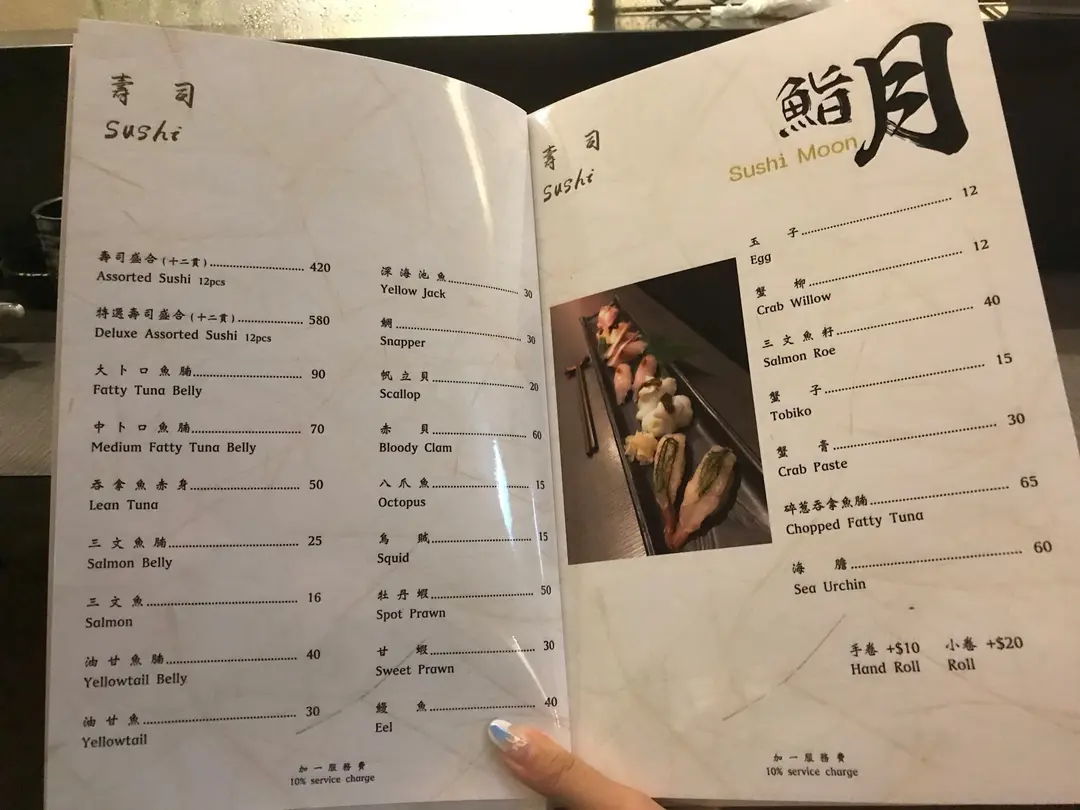 壽司
Sushi
壽司盛合(十二貫)........420
Assorted Sushi 12pcs
特選壽司盛合(十二貫)........580
Deluxe Assorted Sushi 12pcs
大卜口魚腩........90
Fatty Tuna Belly
中卜口魚腩........70
Medium Fatty Tuna Belly
吞拿魚赤身........50
Lean Tuna
三文魚腩........25
Salmon Belly
三文魚........16
Salmon
油甘魚腩........40
Yellowtail Belly
油甘魚........30
Yellowtail
深海池魚........30
Yellow Jack
鯛........30
Snapper
帆立貝........20
Scallop
赤貝........60
Bloody Clam
八爪魚........15
Octopus
烏賊........15
Squid
牡丹蝦........50
Spot Prawn
甘蝦........30
Sweet Prawn
鰻魚........40
Eel
加一服務費
10% service charge
壽司
Sushi
鮨月
Sushi Moon
玉子........12
Egg
蟹柳........12
Crab Willow
三文魚籽........40
Salmon Roe
蟹子........15
Tobiko
蟹膏........30
Crab Paste
碎葱吞拿魚腩........65
Chopped Fatty Tuna
海膽........60
Sea Urchin
手卷 +$10 小卷 +$20
Hand Roll Roll
加一服務費
10% service charge